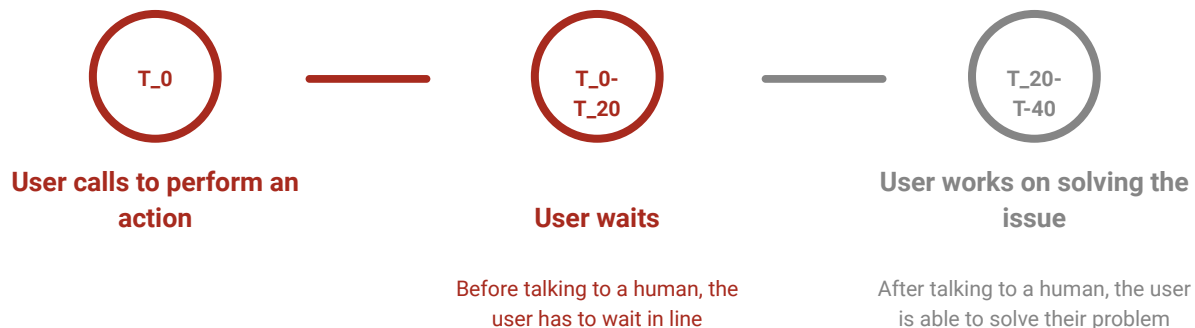 T_0
User calls to perform an
action
T_0-
T_20
User waits
Before talking to a human, the
user has to wait in line
T_20-
T-40
User works on solving the
issue
After talking to a human, the user
is able to solve their problem